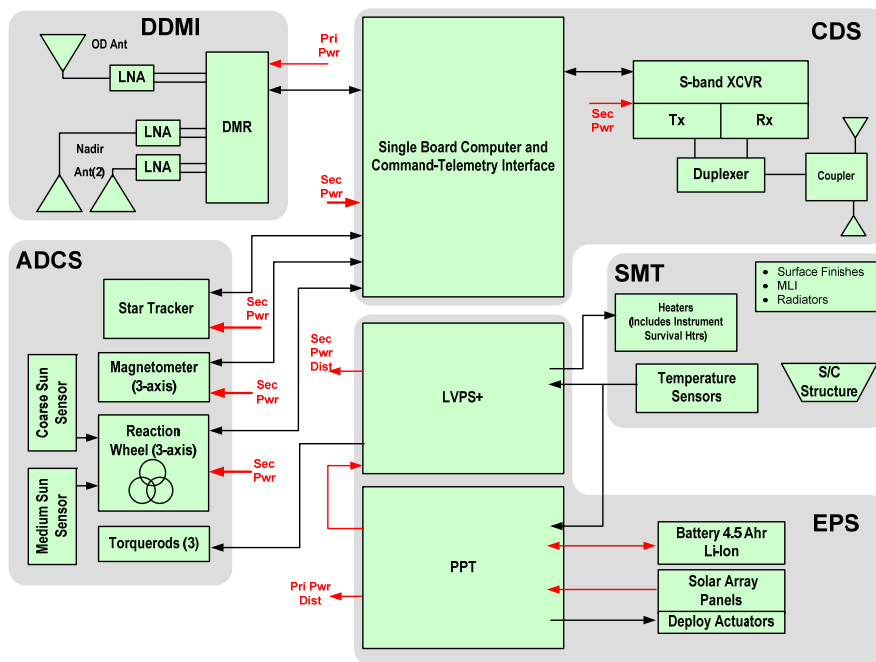 DDMI
OD Ant
LNA
DMR
LNA
Nadir
Ant(2)
LNA
Pri
Pwr
Sec
Pwr
Single Board Computer and
Command-Telemetry Interface
CDS
S-band XCVR
Tx
Rx
Sec
Pwr
Duplexer
Coupler
ADCS
Star Tracker
Sec
Pwr
Magnetometer
(3-axis)
Sec
Pwr
Coarse Sun
Sensor
Reaction
Wheel (3-axis)
Sec
Pwr
Medium Sun
Sensor
Torquerods (3)
Sec
Pwr
Dist
LVPS+
SMT
• Surface Finishes
• MLI
• Radiators
Heaters
(Includes Instrument
Survival Htrs)
Temperature
Sensors
S/C
Structure
Pri Pwr
Dist
PPT
EPS
Battery 4.5 Ahr
Li-Ion
Solar Array
Panels
Deploy Actuators